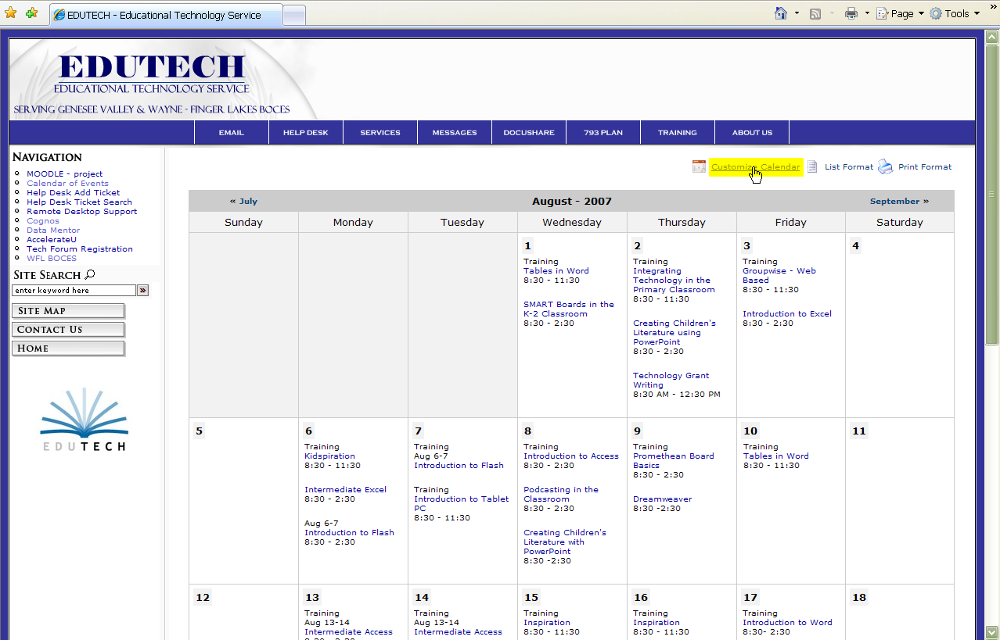 EDUTECH - Educational Technology Service
Page
Tools
»
EDUTECH
EDUCATIONAL TECHNOLOGY SERVICE
SERVING GENESEE VALLEY & WAYNE - FINGER LAKES BOCES
EMAIL HELP DESK SERVICES MESSAGES DOCUSHARE 793 PLAN TRAINING ABOUT US
NAVIGATION
MOODLE - project
Calendar of Events
Help Desk Add Ticket
Help Desk Ticket Search
Remote Desktop Support
Cognos
Data Mentor
AccelerateU
Tech Forum Registration
WFL BOCES
SITE SEARCH
enter keyword here »
SITE MAP
CONTACT US
HOME
EDUTECH
Customize Calendar List Format Print Format
« July August - 2007 September »
Sunday Monday Tuesday Wednesday Thursday Friday Saturday
1
Training
Tables in Word
8:30 - 11:30
SMART Boards in the
K-2 Classroom
8:30 - 2:30
2
Training
Integrating
Technology in the
Primary Classroom
8:30 - 11:30
Creating Children's
Literature using
PowerPoint
8:30 - 2:30
Technology Grant
Writing
8:30 AM - 12:30 PM
3
Training
Groupwise - Web
Based
8:30 - 11:30
Introduction to Excel
8:30 - 2:30
4
5
6
Training
Kidspiration
8:30 - 11:30
Intermediate Excel
8:30 - 2:30
Aug 6-7
Introduction to Flash
8:30 - 2:30
7
Training
Aug 6-7
Introduction to Flash
Training
Introduction to Tablet
PC
8:30 - 11:30
8
Training
Introduction to Access
8:30 - 2:30
Podcasting in the
Classroom
8:30 - 2:30
Creating Children's
Literature with
PowerPoint
8:30 -2:30
9
Training
Promethean Board
Basics
8:30 - 2:30
Dreamweaver
8:30 -2:30
10
Training
Tables in Word
8:30 - 11:30
11
12
13
Training
Aug 13-14
Intermediate Access
8:30 - 2:30
14
Training
Aug 13-14
Intermediate Access
15
Training
Inspiration
8:30 - 11:30
16
Training
Inspiration
8:30 - 11:30
17
Training
Introduction to Word
8:30- 2:30
18